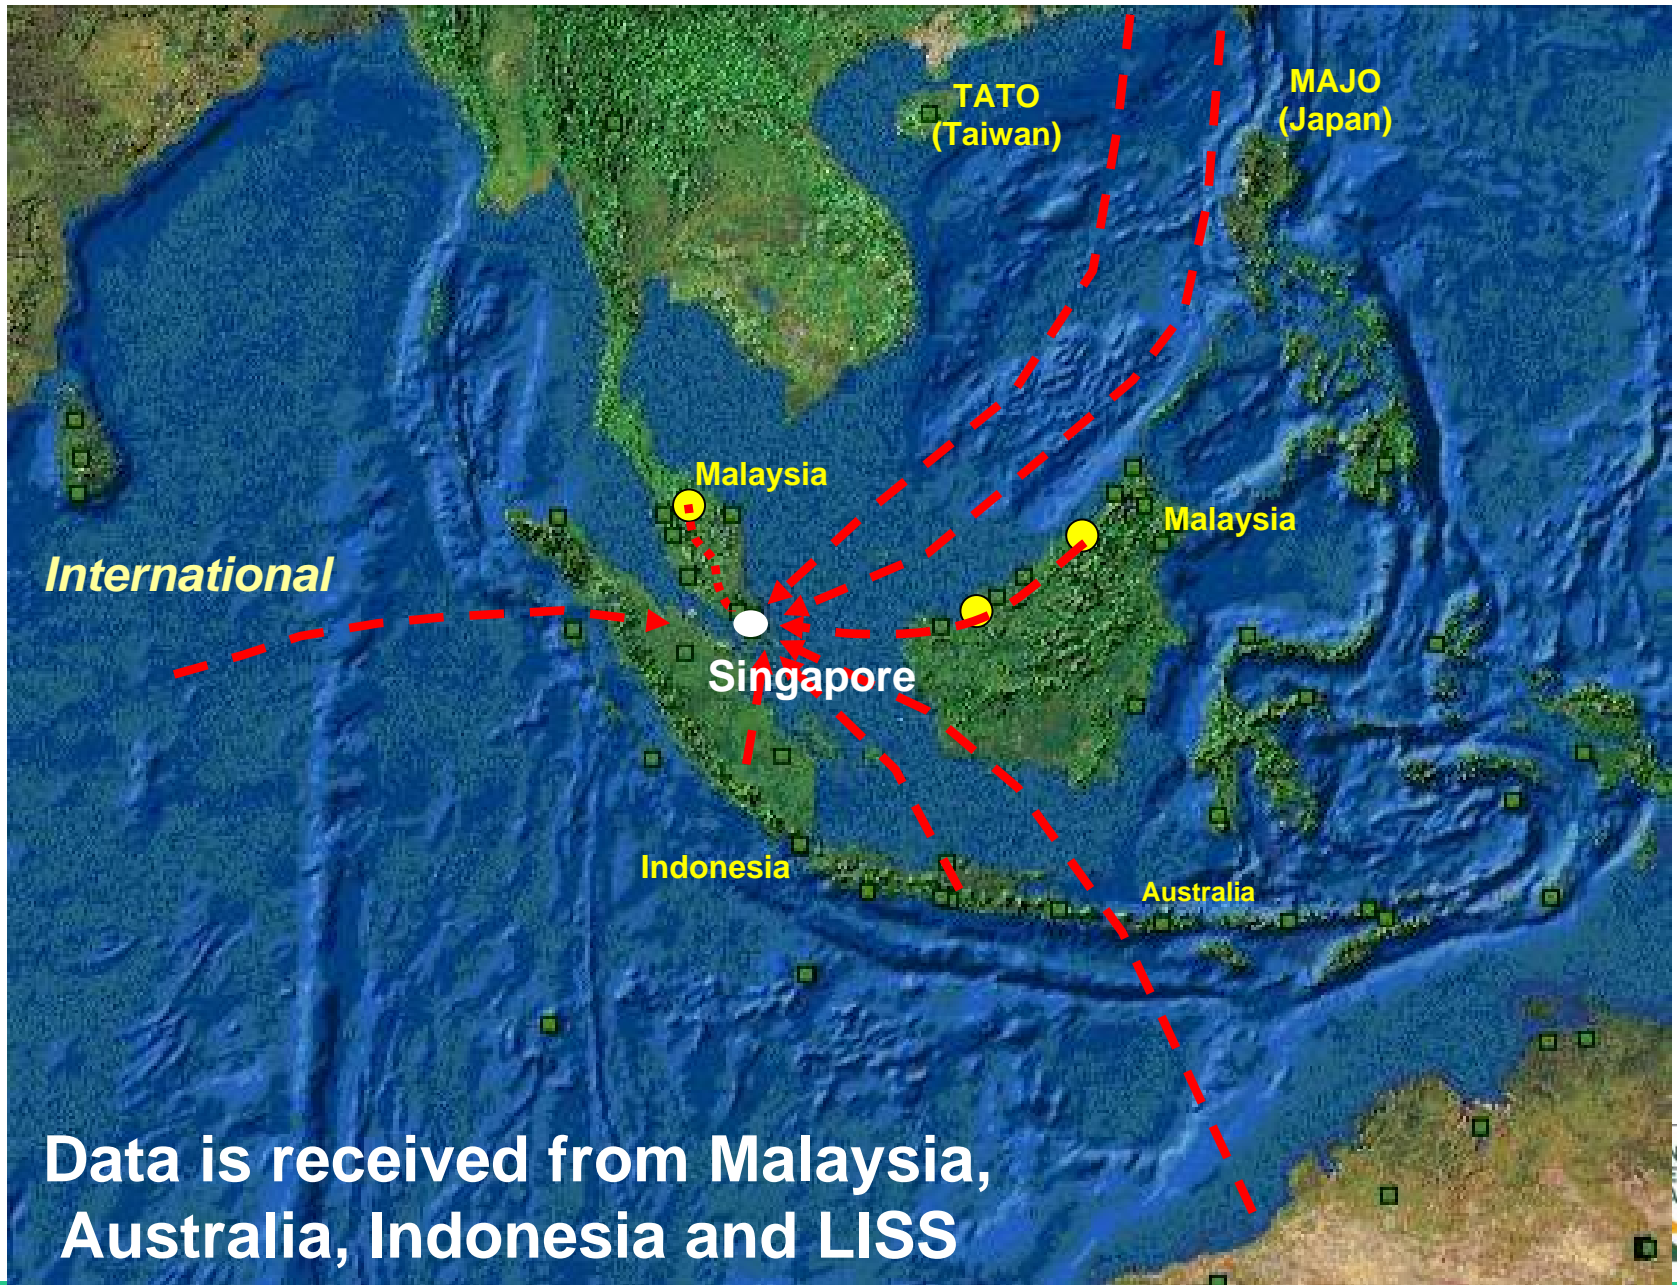 TATO
(Taiwan)
MAJO
(Japan)
Malaysia
Malaysia
International
Singapore
Indonesia
Australia
Data is received from Malaysia,
Australia, Indonesia and LISS